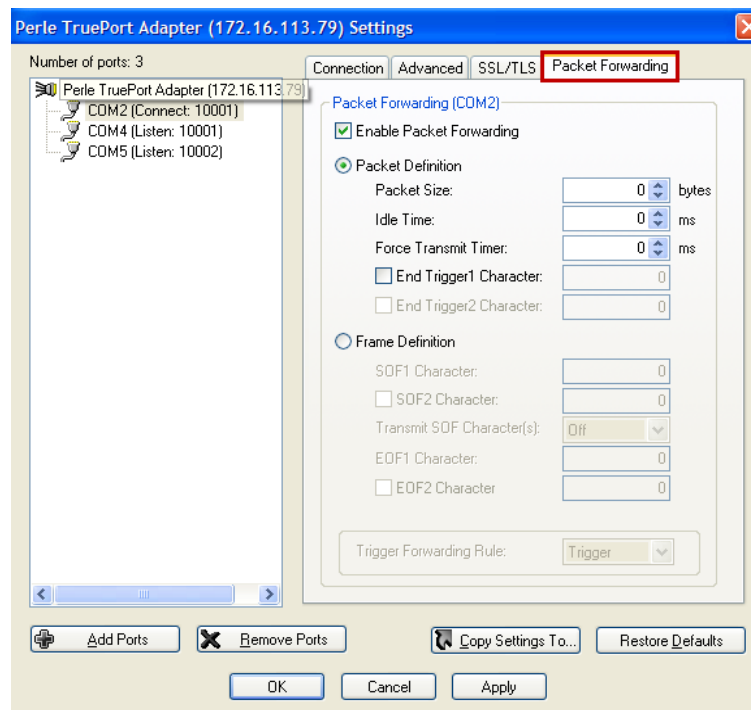 Perle TruePort Adapter (172.16.113.79) Settings
Number of ports: 3
Perle TruePort Adapter (172.16.113.79)
COM2 (Connect: 10001)
COM4 (Listen: 10001)
COM5 (Listen: 10002)
Connection Advanced SSL/TLS Packet Forwarding
Packet Forwarding (COM2)
Enable Packet Forwarding
Packet Definition
Packet Size: 0 bytes
Idle Time: 0 ms
Force Transmit Timer: 0 ms
End Trigger1 Character: 0
End Trigger2 Character: 0
Frame Definition
SOF1 Character: 0
SOF2 Character: 0
Transmit SOF Character(s): Off
EOF1 Character: 0
EOF2 Character 0
Trigger Forwarding Rule: Trigger
Add Ports Remove Ports Copy Settings To... Restore Defaults
OK Cancel Apply